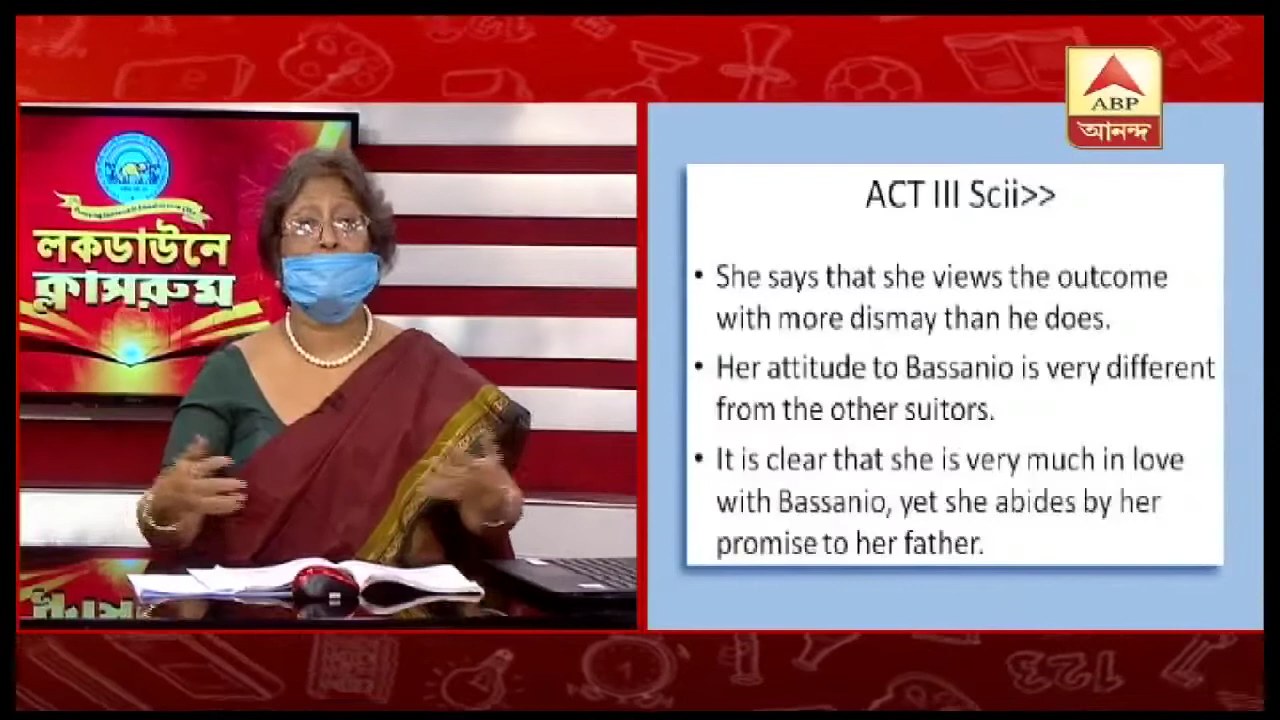 ABP
আনন্দ
লকডাউনে
ক্লাসরুম
ACT III Scii>>
• She says that she views the outcome
with more dismay than he does.
• Her attitude to Bassanio is very different
from the other suitors.
• It is clear that she is very much in love
with Bassanio, yet she abides by her
promise to her father.
123